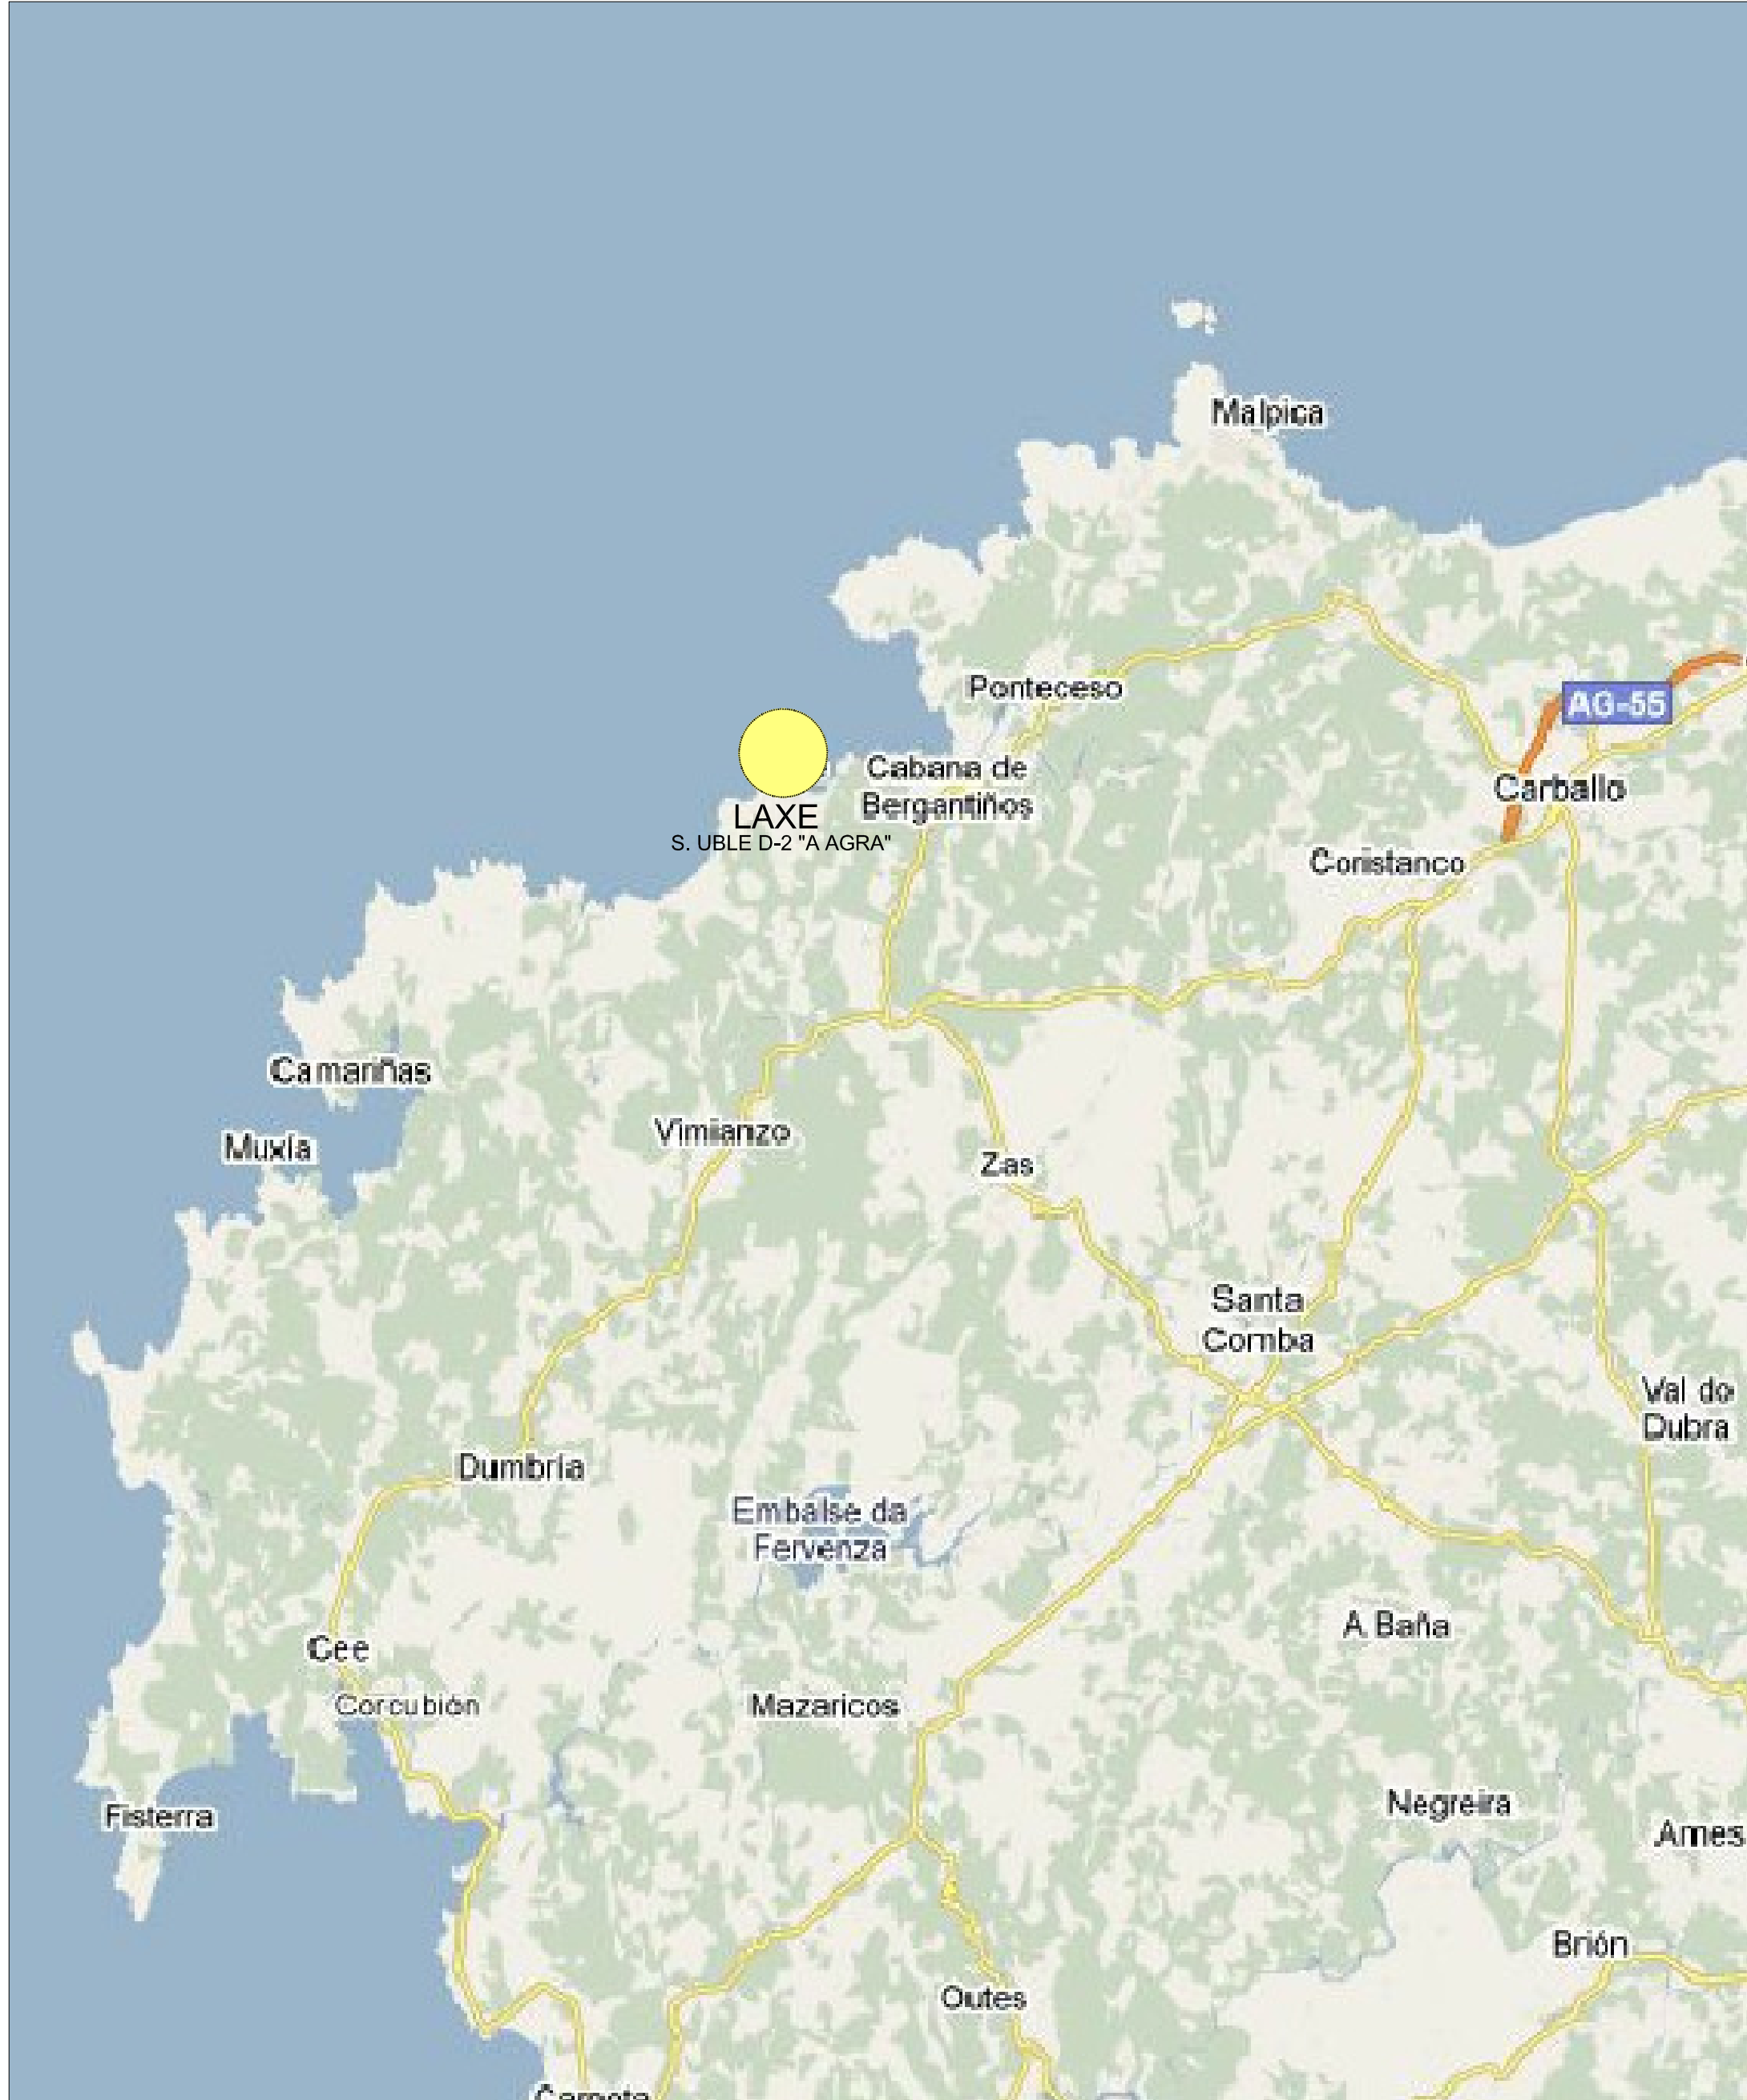 Malpica
Ponteceso
AG-55
Cabana de
Bergantiños
Carballo
LAXE
S. UBLE D-2 "A AGRA"
Coristanco
Camariñas
Vimianzo
Muxía
Zas
Santa
Comba
Val do
Dubra
Dumbría
Embalse da
Fervenza
A Baña
Cee
Corcubión
Mazaricos
Negreira
Fisterra
Ames
Brión
Outes
Carnota